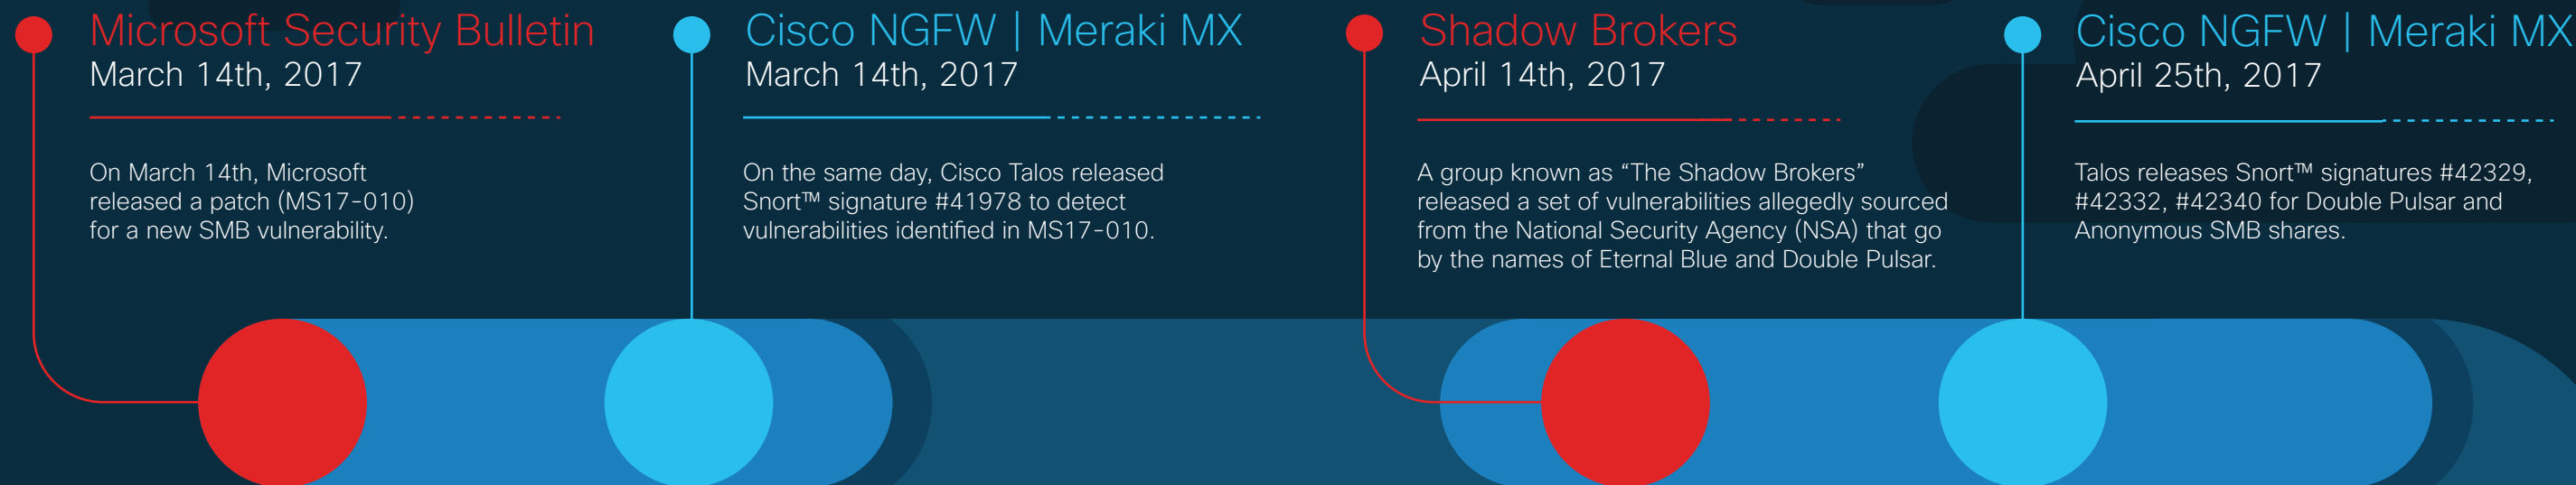 Microsoft Security Bulletin
March 14th, 2017
On March 14th, Microsoft
released a patch (MS17-010)
for a new SMB vulnerability.
Cisco NGFW | Meraki MX
March 14th, 2017
On the same day, Cisco Talos released
Snort™ signature #41978 to detect
vulnerabilities identified in MS17-010.
Shadow Brokers
April 14th, 2017
A group known as “The Shadow Brokers”
released a set of vulnerabilities allegedly sourced
from the National Security Agency (NSA) that go
by the names of Eternal Blue and Double Pulsar.
Cisco NGFW | Meraki MX
April 25th, 2017
Talos releases Snort™ signatures #42329,
#42332, #42340 for Double Pulsar and
Anonymous SMB shares.